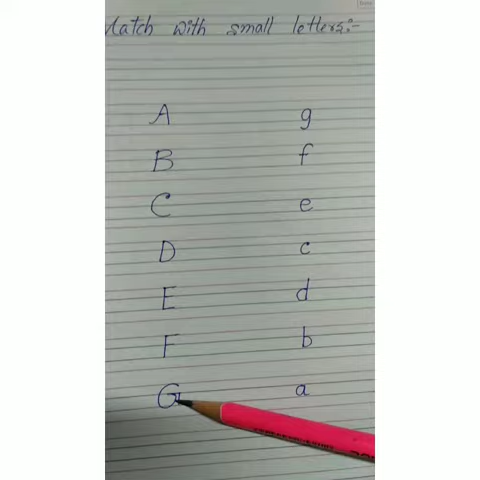 Match with small letters:-
A g
B f
C e
D c
E d
F b
G a